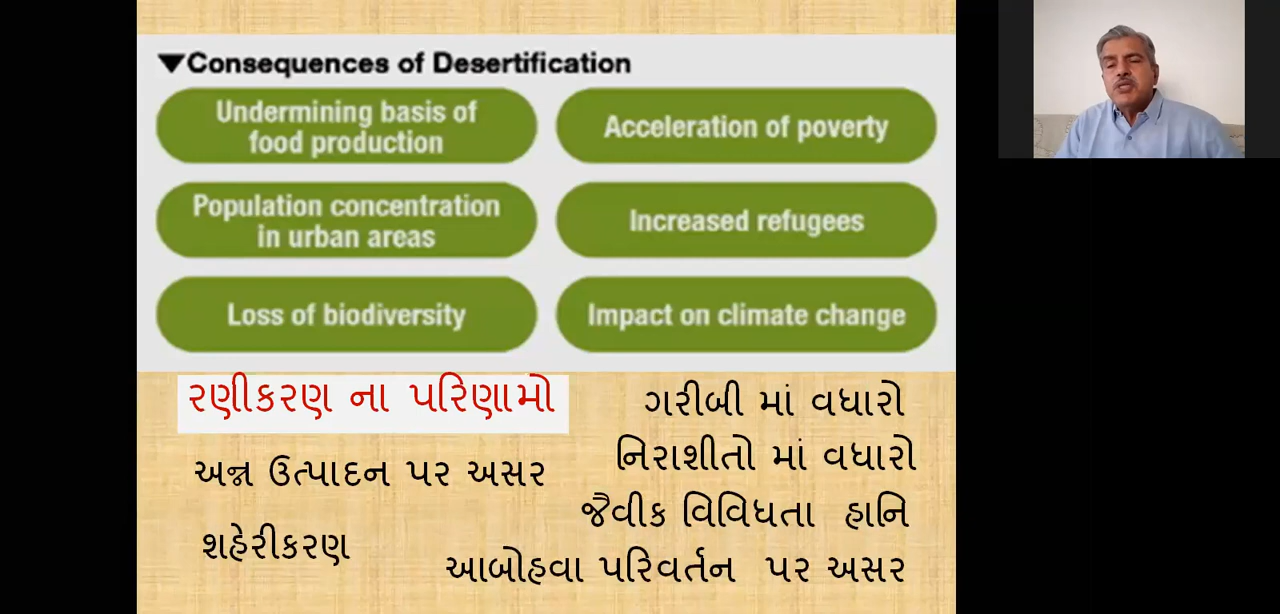 ▼Consequences of Desertification
Undermining basis of
food production
Acceleration of poverty
Population concentration
in urban areas
Increased refugees
Loss of biodiversity
Impact on climate change
રણીકરણ ના પરિણામો
ગરીબી માં વધારો
નિરાશીતો માં વધારો
અન્ન ઉત્પાદન પર અસર
જૈવીક વિવિધતા હાનિ
શહેરીકરણ
આબોહવા પરિવર્તન પર અસર